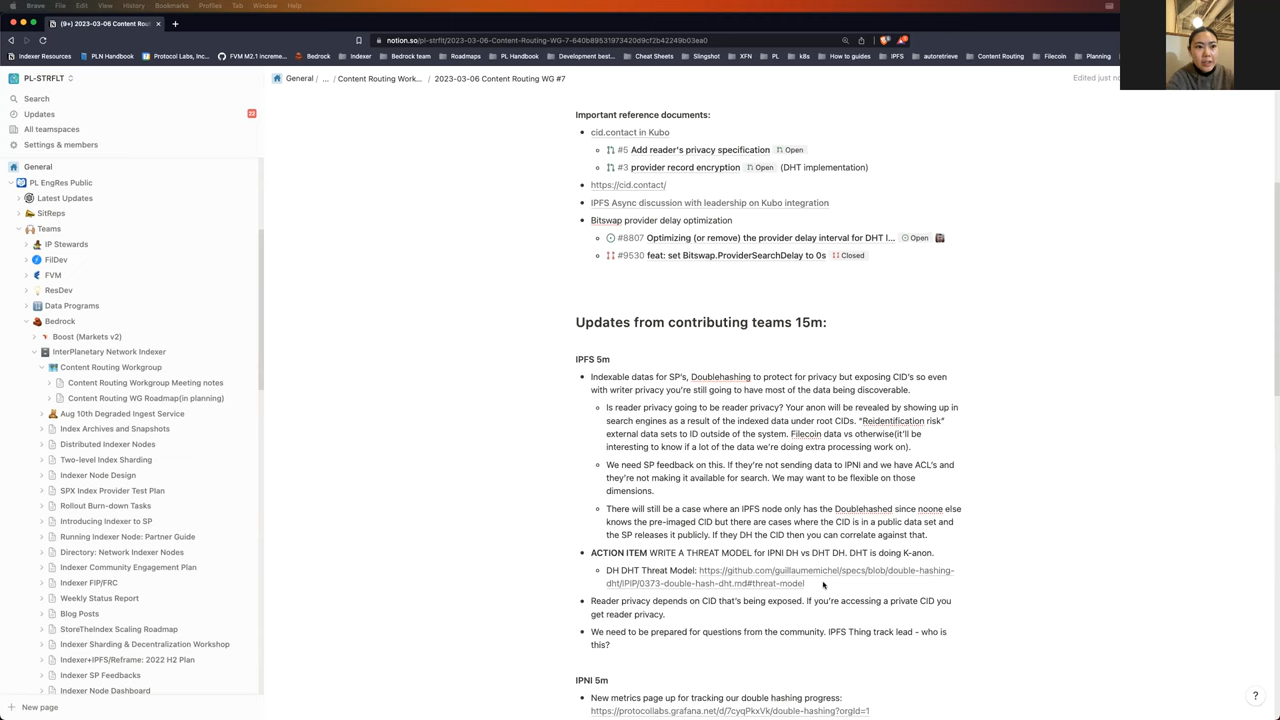 Brave File Edit View History Bookmarks Profiles Tab Window Help
(9+) 2023-03-06 Content Rout
notion.so/pl-strflt/2023-03-06-Content-Routing-WG-7-640b89531973420d9cf2b42249b03ea0
Indexer Resources PLN Handbook Protocol Labs, Inc... FVM M2.1 Increme... Bedrock Indexer Bedrock team Roadmaps PL Handbook Development best... Cheat Sheets Slingshot XFN PL k8s How to guides IPFS autoretrieve Content Routing Filecoin Planning
PL-STRFLT
General / ... / Content Routing Work... / 2023-03-06 Content Routing WG #7
Edited just no
Search
Updates 22
All teamspaces
Settings & members
General
PL EngRes Public
Latest Updates
SitReps
Teams
IP Stewards
FilDev
FVM
ResDev
Data Programs
Bedrock
Boost (Markets v2)
InterPlanetary Network Indexer
Content Routing Workgroup
Content Routing Workgroup Meeting notes
Content Routing WG Roadmap(in planning)
Aug 10th Degraded Ingest Service
Index Archives and Snapshots
Distributed Indexer Nodes
Two-level Index Sharding
Indexer Node Design
SPX Index Provider Test Plan
Rollout Burn-down Tasks
Introducing Indexer to SP
Running Indexer Node: Partner Guide
Directory: Network Indexer Nodes
Indexer Community Engagement Plan
Indexer FIP/FRC
Weekly Status Report
Blog Posts
StoreTheIndex Scaling Roadmap
Indexer Sharding & Decentralization Workshop
Indexer+IPFS/Reframe: 2022 H2 Plan
Indexer SP Feedbacks
Indexer Node Dashboard
New page
Important reference documents:
cid.contact in Kubo
#5 Add reader's privacy specification Open
#3 provider record encryption Open (DHT implementation)
https://cid.contact/
IPFS Async discussion with leadership on Kubo integration
Bitswap provider delay optimization
#8807 Optimizing (or remove) the provider delay interval for DHT l... Open
#9530 feat: set Bitswap.ProviderSearchDelay to 0s Closed
Updates from contributing teams 15m:
IPFS 5m
Indexable datas for SP's, Doublehashing to protect for privacy but exposing CID's so even
with writer privacy you're still going to have most of the data being discoverable.
Is reader privacy going to be reader privacy? Your anon will be revealed by showing up in
search engines as a result of the indexed data under root CIDs. "Reidentification risk"
external data sets to ID outside of the system. Filecoin data vs otherwise(it'll be
interesting to know if a lot of the data we're doing extra processing work on).
We need SP feedback on this. If they're not sending data to IPNI and we have ACL's and
they're not making it available for search. We may want to be flexible on those
dimensions.
There will still be a case where an IPFS node only has the Doublehashed since noone else
knows the pre-imaged CID but there are cases where the CID is in a public data set and
the SP releases it publicly. If they DH the CID then you can correlate against that.
ACTION ITEM WRITE A THREAT MODEL for IPNI DH vs DHT DH. DHT is doing K-anon.
DH DHT Threat Model: https://github.com/guillaumemichel/specs/blob/double-hashing-
dht/IPIP/0373-double-hash-dht.md#threat-model
Reader privacy depends on CID that's being exposed. If you're accessing a private CID you
get reader privacy.
We need to be prepared for questions from the community. IPFS Thing track lead - who is
this?
IPNI 5m
New metrics page up for tracking our double hashing progress:
https://protocollabs.grafana.net/d/7cyqPkxVk/double-hashing?orgId=1
?